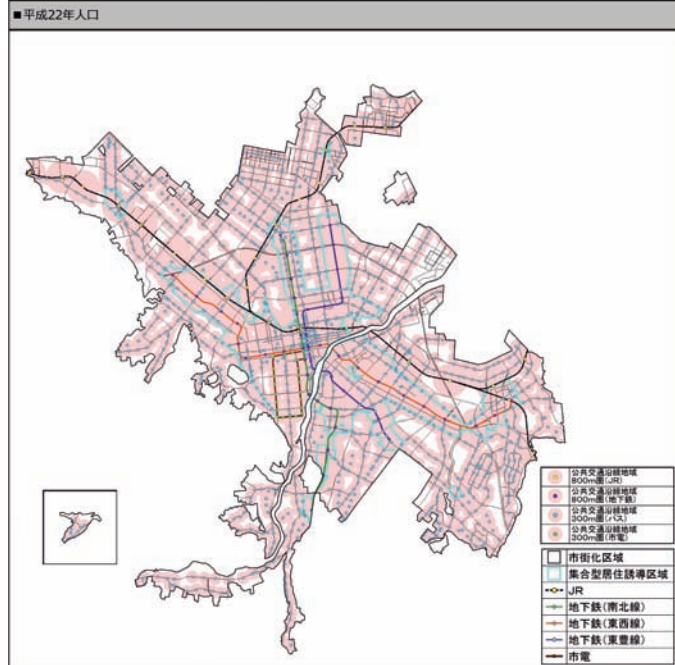 ■平成22年人口
公共交通沿線地域
800m圏(JR)
公共交通沿線地域
800m圏(地下鉄)
公共交通沿線地域
300m圏(バス)
公共交通沿線地域
300m圏(市電)
市街化区域
集合型居住誘導区域
JR
地下鉄(南北線)
地下鉄(東西線)
地下鉄(東豊線)
市電